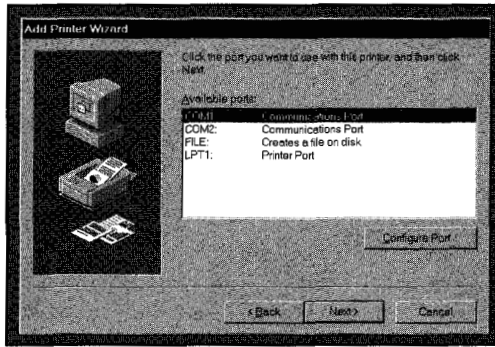 Add Printer Wizard
Click the port you want to use with this printer, and then click
Next.
Available ports:
COM1: Communications Port
COM2: Communications Port
FILE: Creates a file on disk
LPT1: Printer Port
Configure Port...
< Back
Next >
Cancel